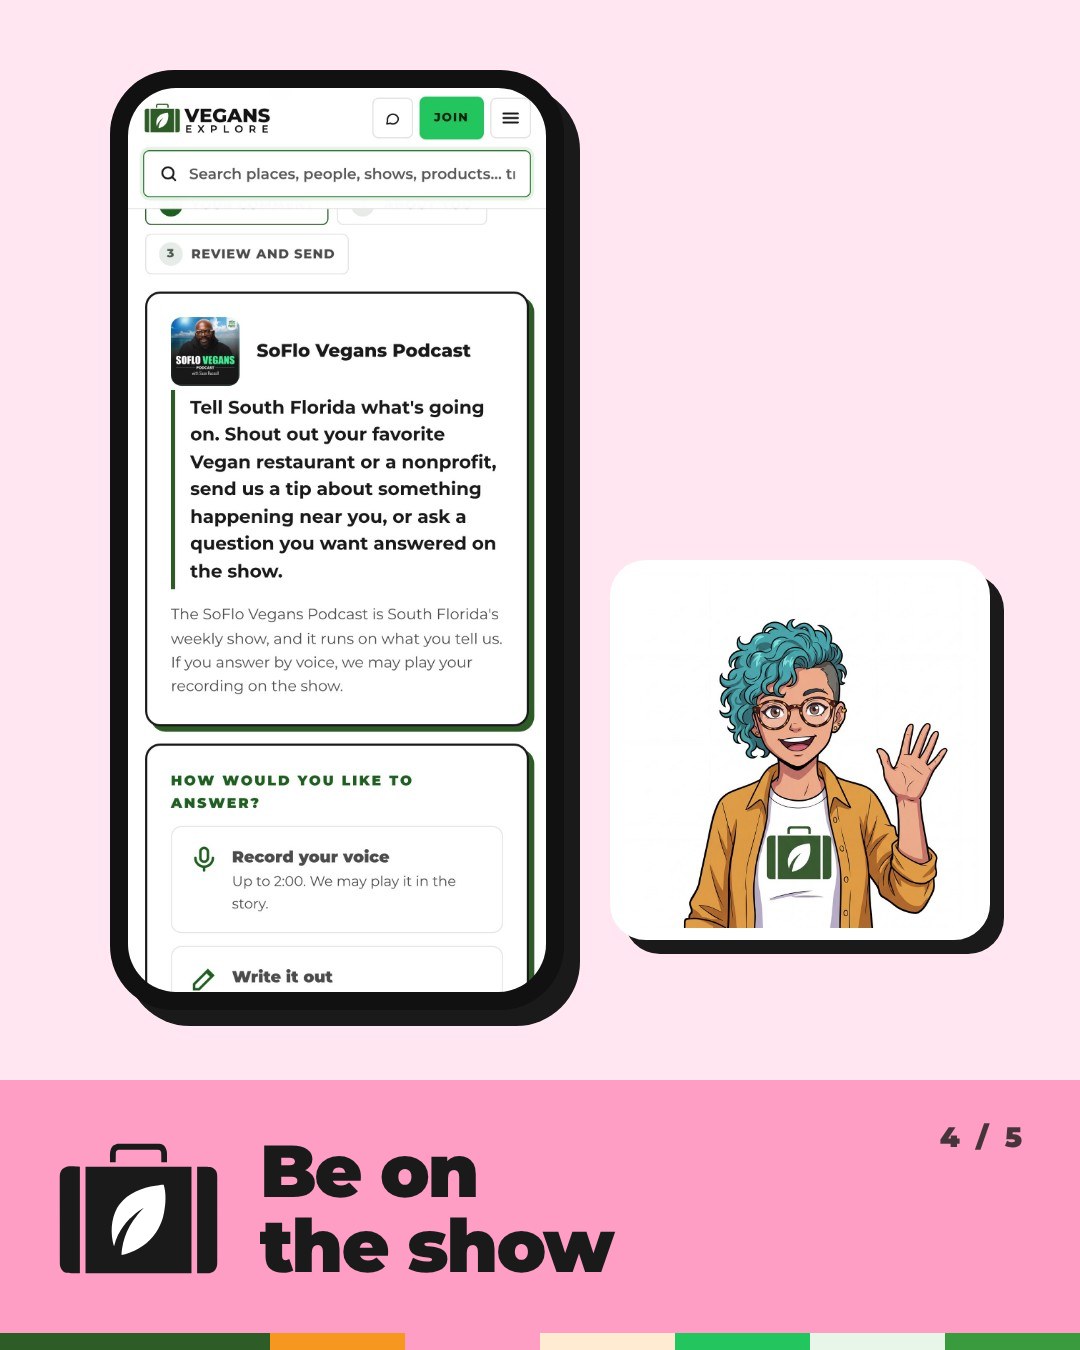 VEGANS
EXPLORE
JOIN
Search places, people, shows, products...
3 REVIEW AND SEND
SOFLO VEGANS
PODCAST
SoFlo Vegans Podcast
Tell South Florida what's going
on. Shout out your favorite
Vegan restaurant or a nonprofit,
send us a tip about something
happening near you, or ask a
question you want answered on
the show.
The SoFlo Vegans Podcast is South Florida's
weekly show, and it runs on what you tell us.
If you answer by voice, we may play your
recording on the show.
HOW WOULD YOU LIKE TO
ANSWER?
Record your voice
Up to 2:00. We may play it in the
story.
Write it out
4 / 5
Be on
the show